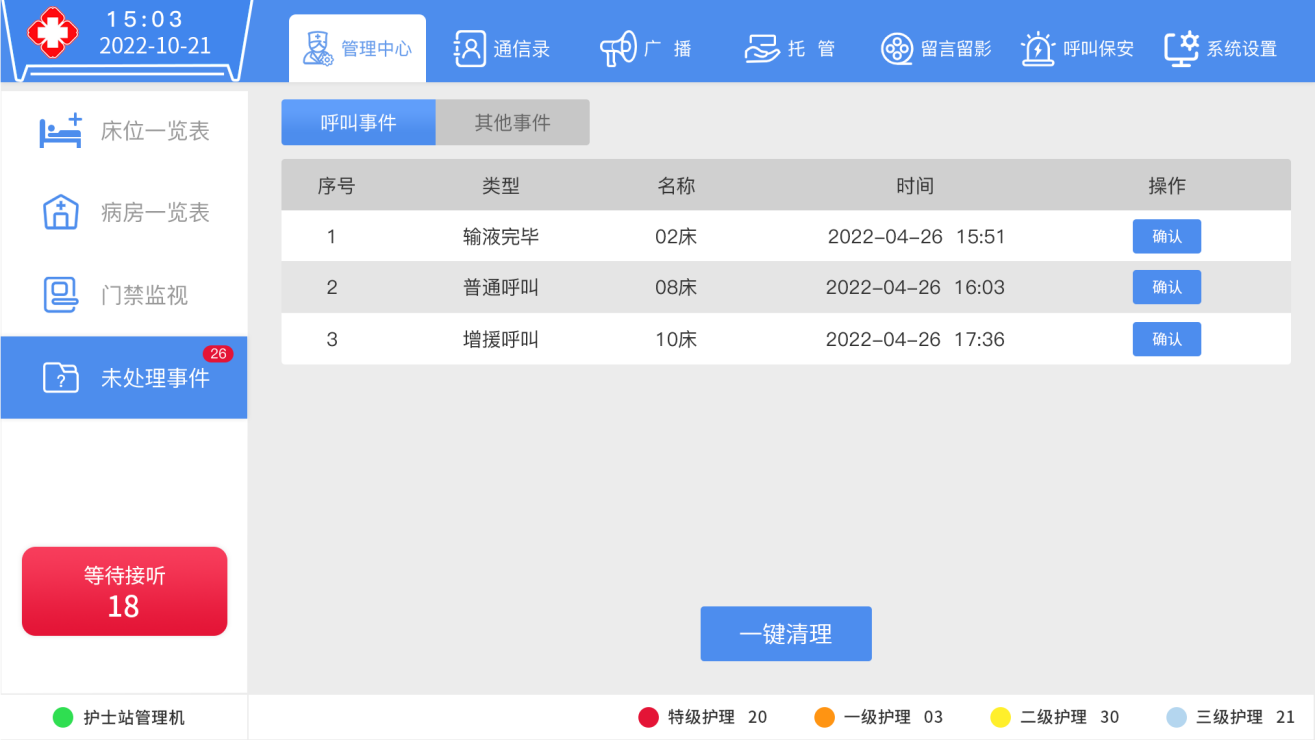 15:03
2022-10-21
管理中心
通信录
广 播
托 管
留言留影
呼叫保安
系统设置
床位一览表
病房一览表
门禁监视
26
未处理事件
等待接听
18
呼叫事件 其他事件
序号 类型 名称 时间 操作
1 输液完毕 02床 2022-04-26 15:51 确认
2 普通呼叫 08床 2022-04-26 16:03 确认
3 增援呼叫 10床 2022-04-26 17:36 确认
?
一键清理
护士站管理机
特级护理 20
一级护理 03
二级护理 30
三级护理 21